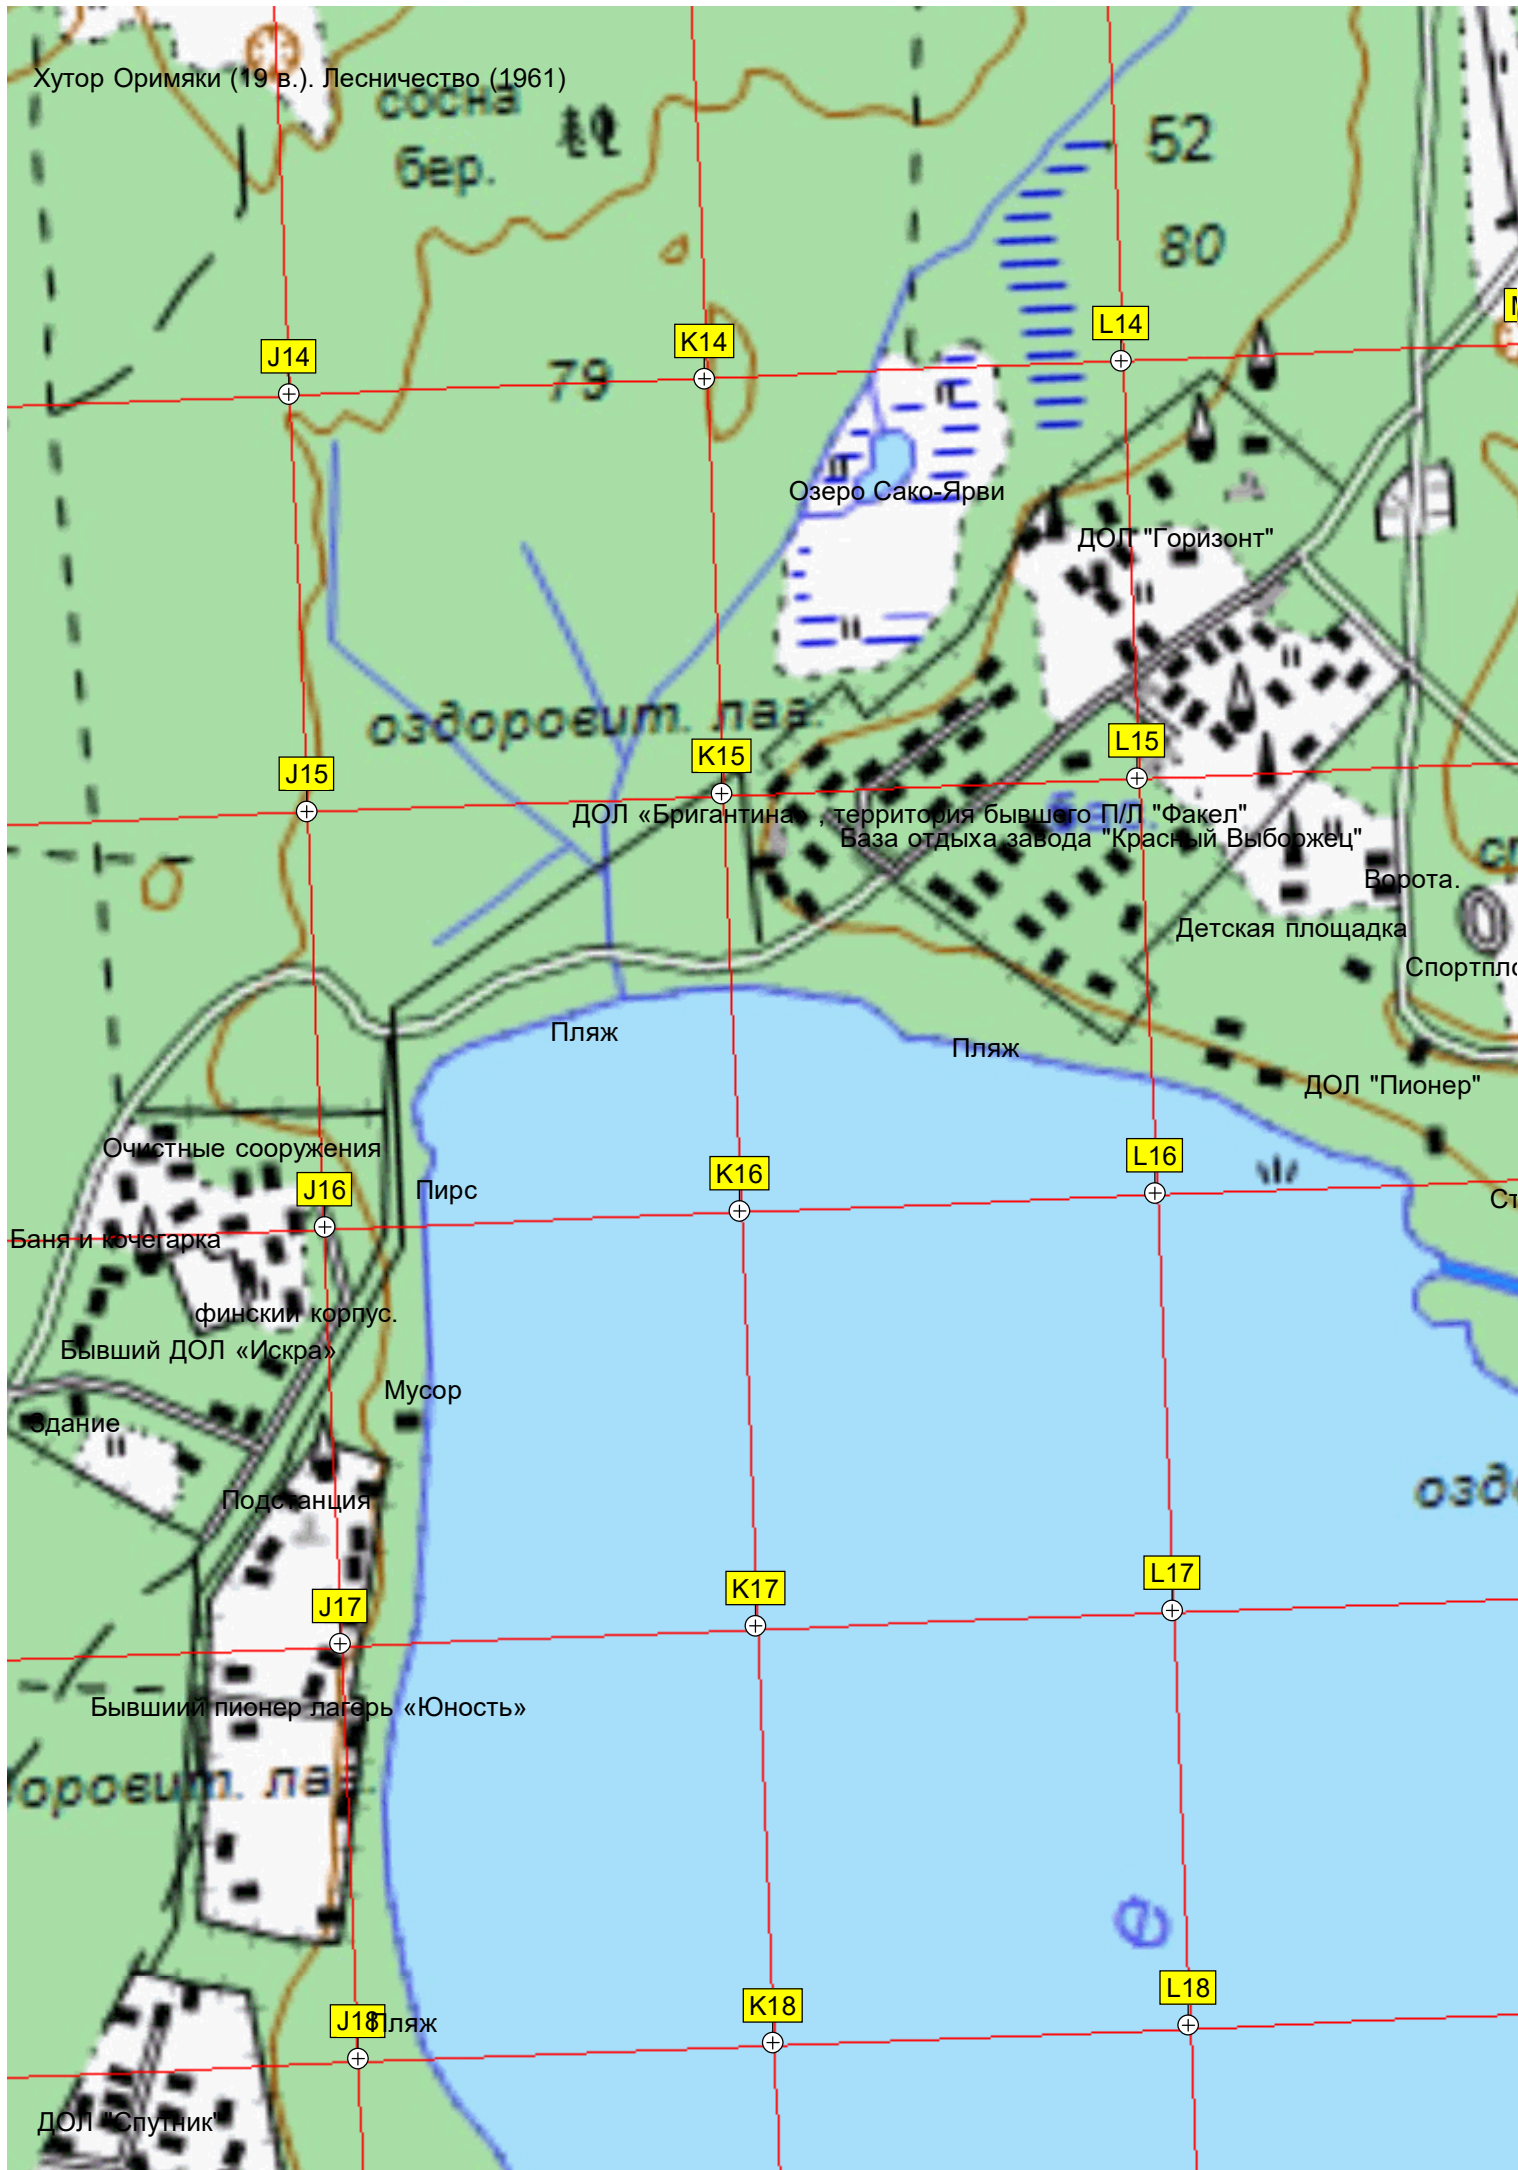 Хутор Оримяки (19 в.). Лесничество (1961)
сосна
бер.
52
80
L14
K14
J14
79
Озеро Сако-Ярви
ДОЛ "Горизонт"
оздоровит. лаг.
L15
K15
J15
ДОЛ «Бригантина» , территория бывшего П/Л "Факел"
База отдыха завода "Красный Выборжец"
Ворота.
Детская площадка
Пляж
Пляж
ДОЛ "Пионер"
Очистные сооружения
L16
K16
J16
Пирс
Ст
Баня и кочегарка
финский корпус.
Бывший ДОЛ «Искра»
Мусор
Здание
Подстанция
L17
K17
J17
Бывшиий пионер лагерь «Юность»
оровит. лаг.
е
L18
K18
J18
Пляж
ДОЛ "Спутник"